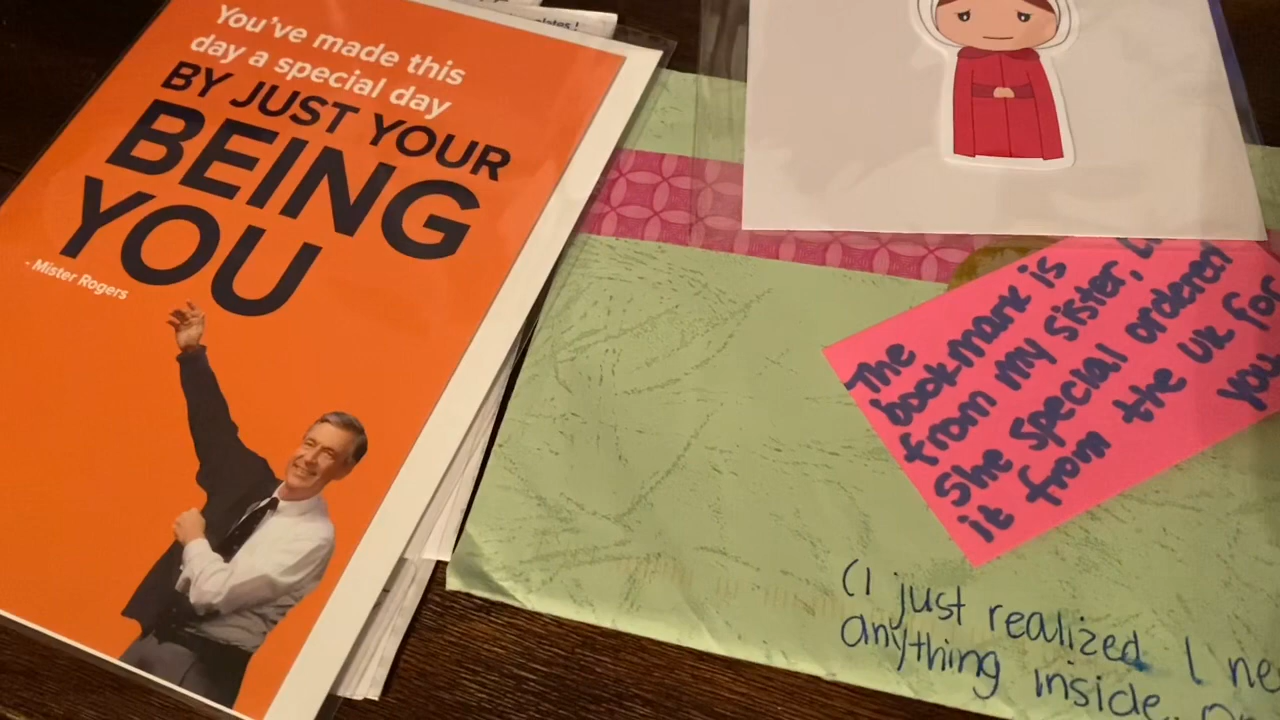 You've made this
day a special day
BY JUST YOUR
BEING
YOU
- Mister Rogers
The
bookmark is
from my sister,
She special ordered
it from the UK for
you
(I just realized I
anything inside